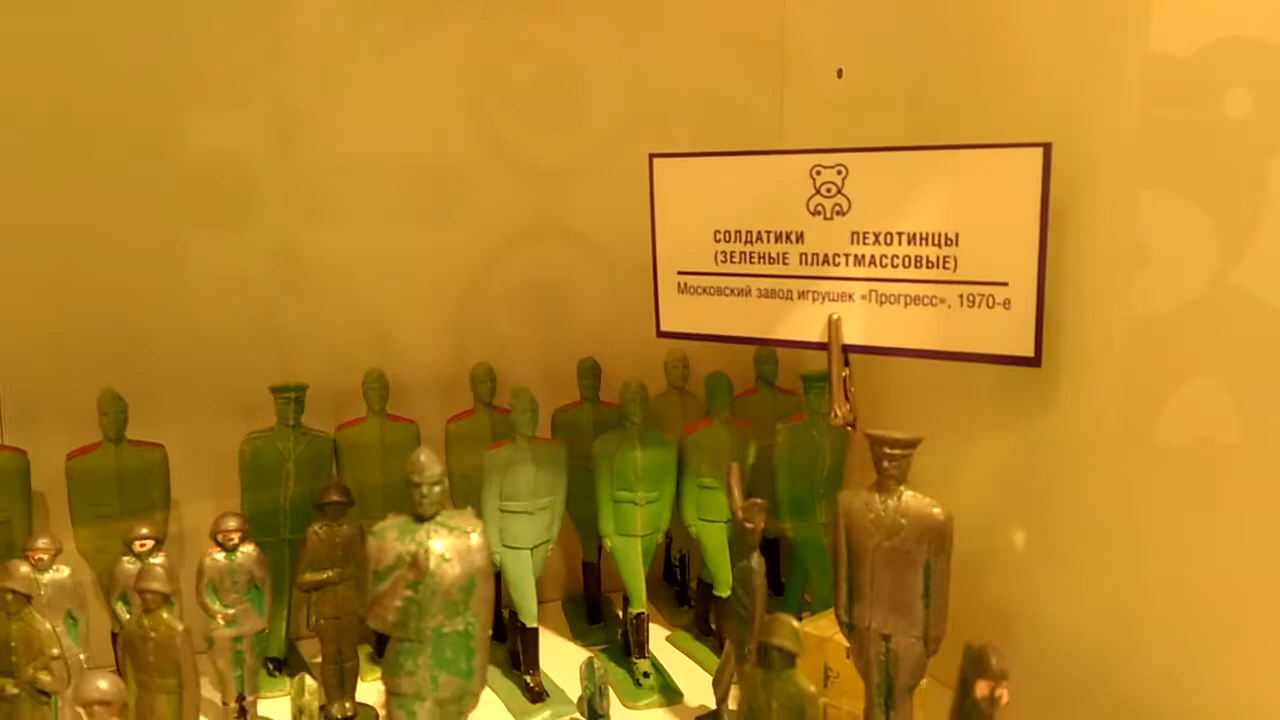 СОЛДАТИКИ ПЕХОТИНЦЫ
(ЗЕЛЕНЫЕ ПЛАСТМАССОВЫЕ)
Московский завод игрушек «Прогресс», 1970-е